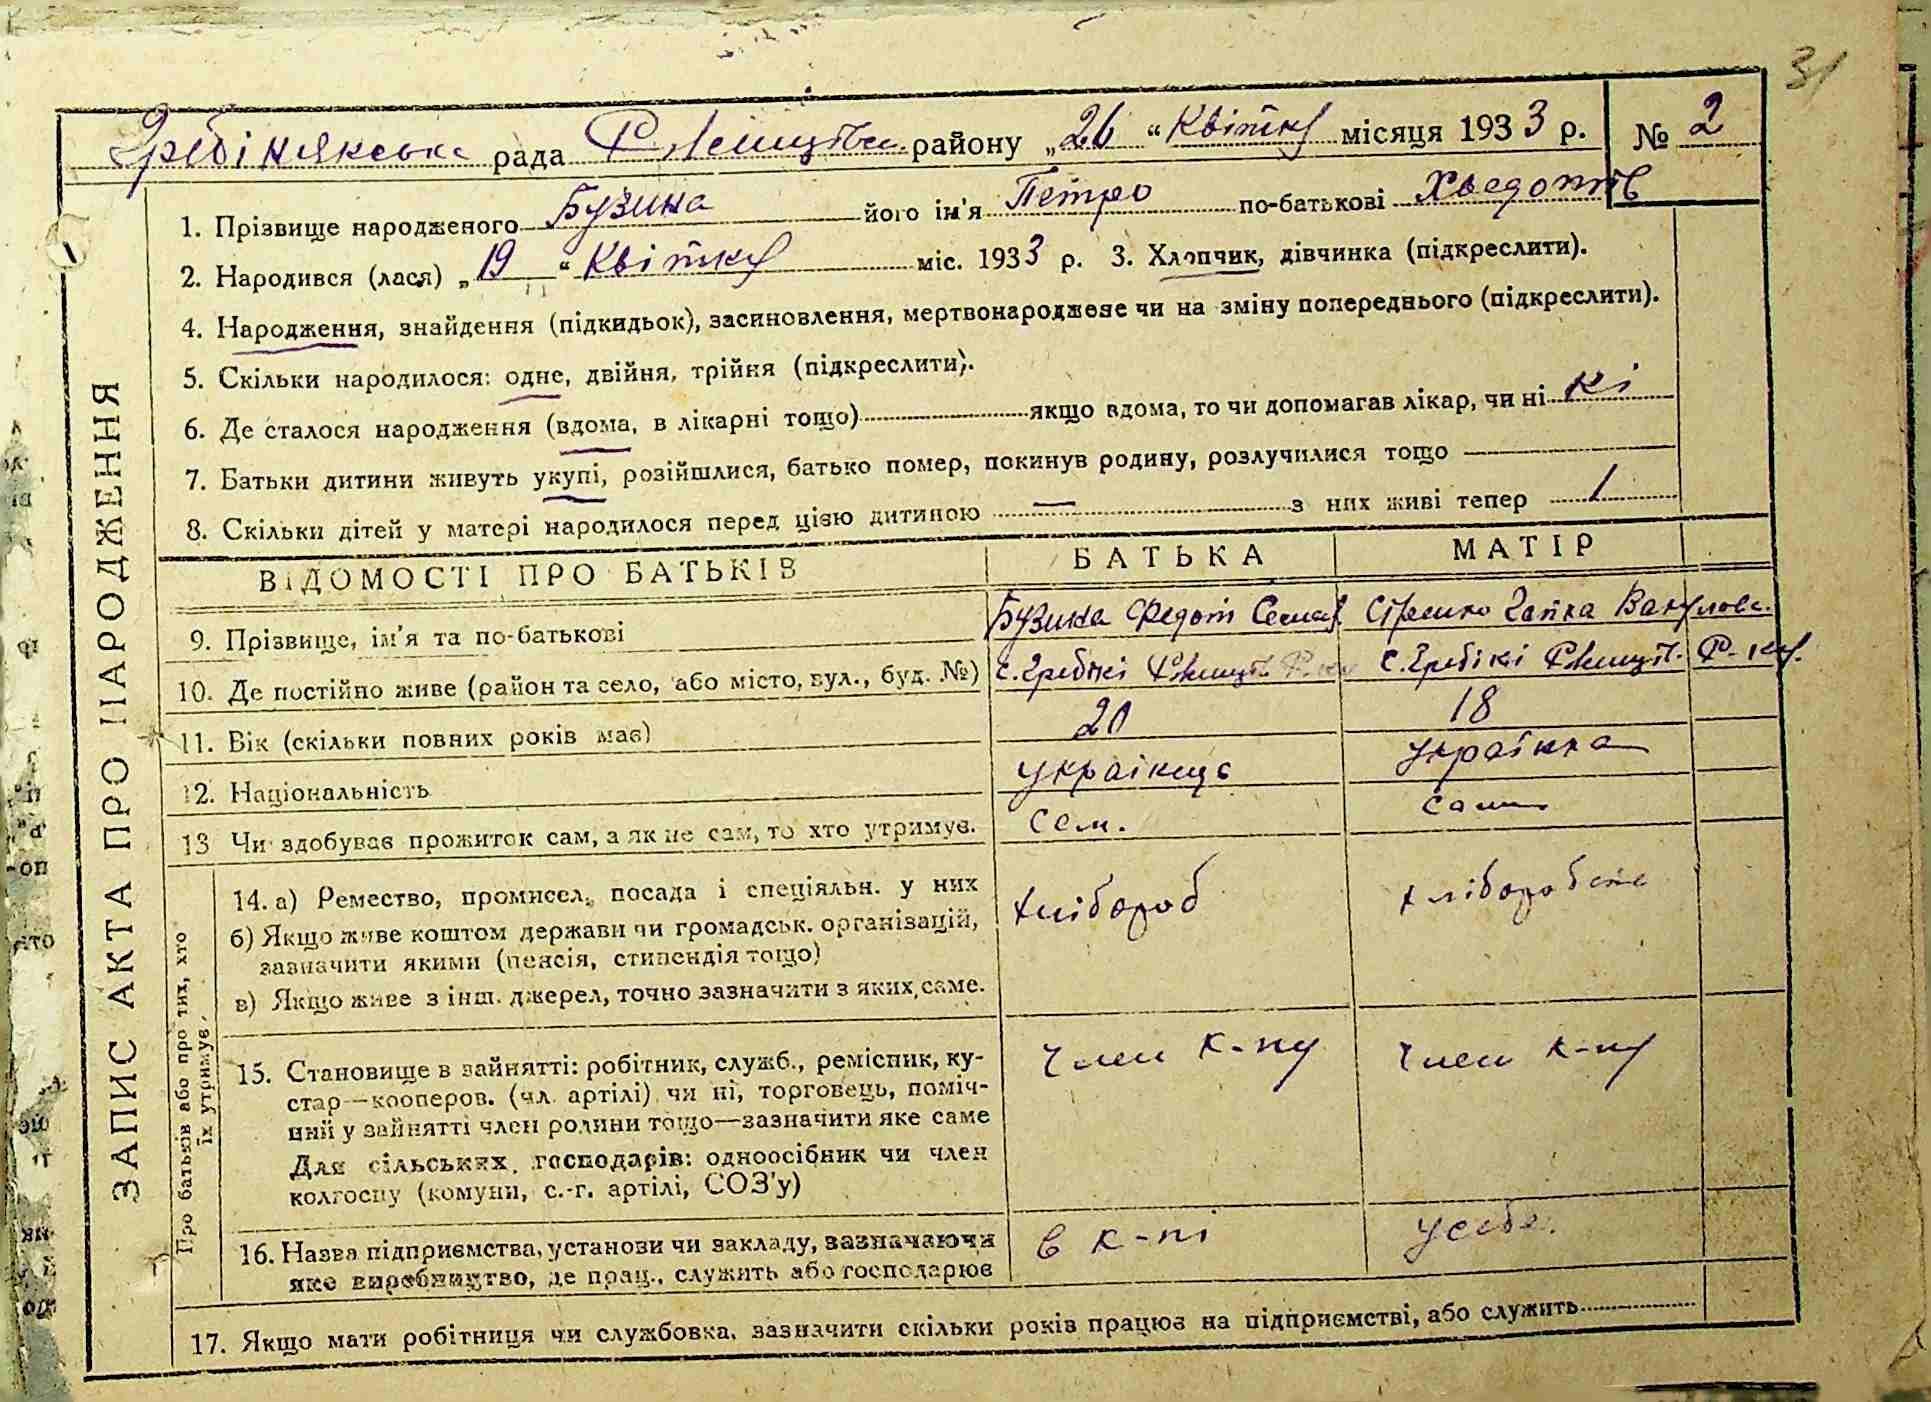 31
рада району „26“ Квітня місяця 1933 р. № 2
1. Прізвище народженого Бузина його ім'я Петро по-батькові Хведотів
2. Народився (лася) „19“ Квітня міс. 1933 р. 3. Хлопчик, дівчинка (підкреслити).
4. Народження, знайдення (підкидьок), засиновлення, мертвонароджене чи на зміну попереднього (підкреслити).
5. Скільки народилося: одне, двійня, трійня (підкреслити).
6. Де сталося народження (вдома, в лікарні тощо) якщо вдома, то чи допомагав лікар, чи ні ні
7. Батьки дитини живуть укупі, розійшлися, батько помер, покинув родину, розлучилися тощо —
8. Скільки дітей у матері народилося перед цією дитиною — з них живі тепер 1
ЗАПИС АКТА ПРО НАРОДЖЕННЯ
ВІДОМОСТІ ПРО БАТЬКІВ БАТЬКА МАТІР
9. Прізвище, ім'я та по-батькові Бузина Федот
10. Де постійно живе (район та село, або місто, вул., буд. №)
11. Вік (скільки повних років має) 20 18
12. Національність українець українка
13 Чи здобуває прожиток сам, а як не сам, то хто утримує. сам.
Про батьків або про тих, хто
їх утримує.
14. а) Ремество, промисел, посада і спеціяльн. у них хлібороб
б) Якщо живе коштом держави чи громадськ. організацій,
зазначити якими (пенсія, стипендія тощо)
в) Якщо живе з інш. джерел, точно зазначити з яких саме.
15. Становище в зайнятті: робітник, служб., ремісник, ку-
стар—кооперов. (чл. артілі) чи ні, торговець, поміч-
ний у зайнятті член родини тощо—зазначити яке саме
Для сільських господарів: одноосібник чи член
колгоспу (комуни, с.-г. артілі, СОЗ'у)
член к-пу член к-пу
16. Назва підприємства, установи чи закладу, зазначаючи
яке виробництво, де прац., служить або господарює
в к-пі
17. Якщо мати робітниця чи службовка, зазначити скільки років працює на підприємстві, або служить